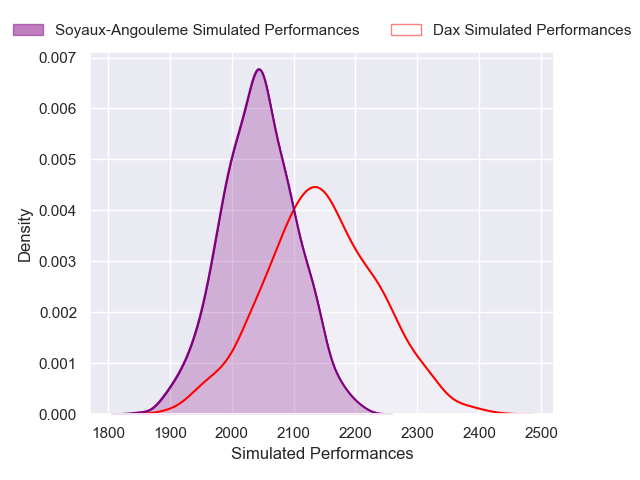 Soyaux-Angouleme Simulated Performances
Dax Simulated Performances
0.007
0.006
0.005
0.004
0.003
0.002
0.001
0.000
Density
1800 1900 2000 2100 2200 2300 2400 2500
Simulated Performances